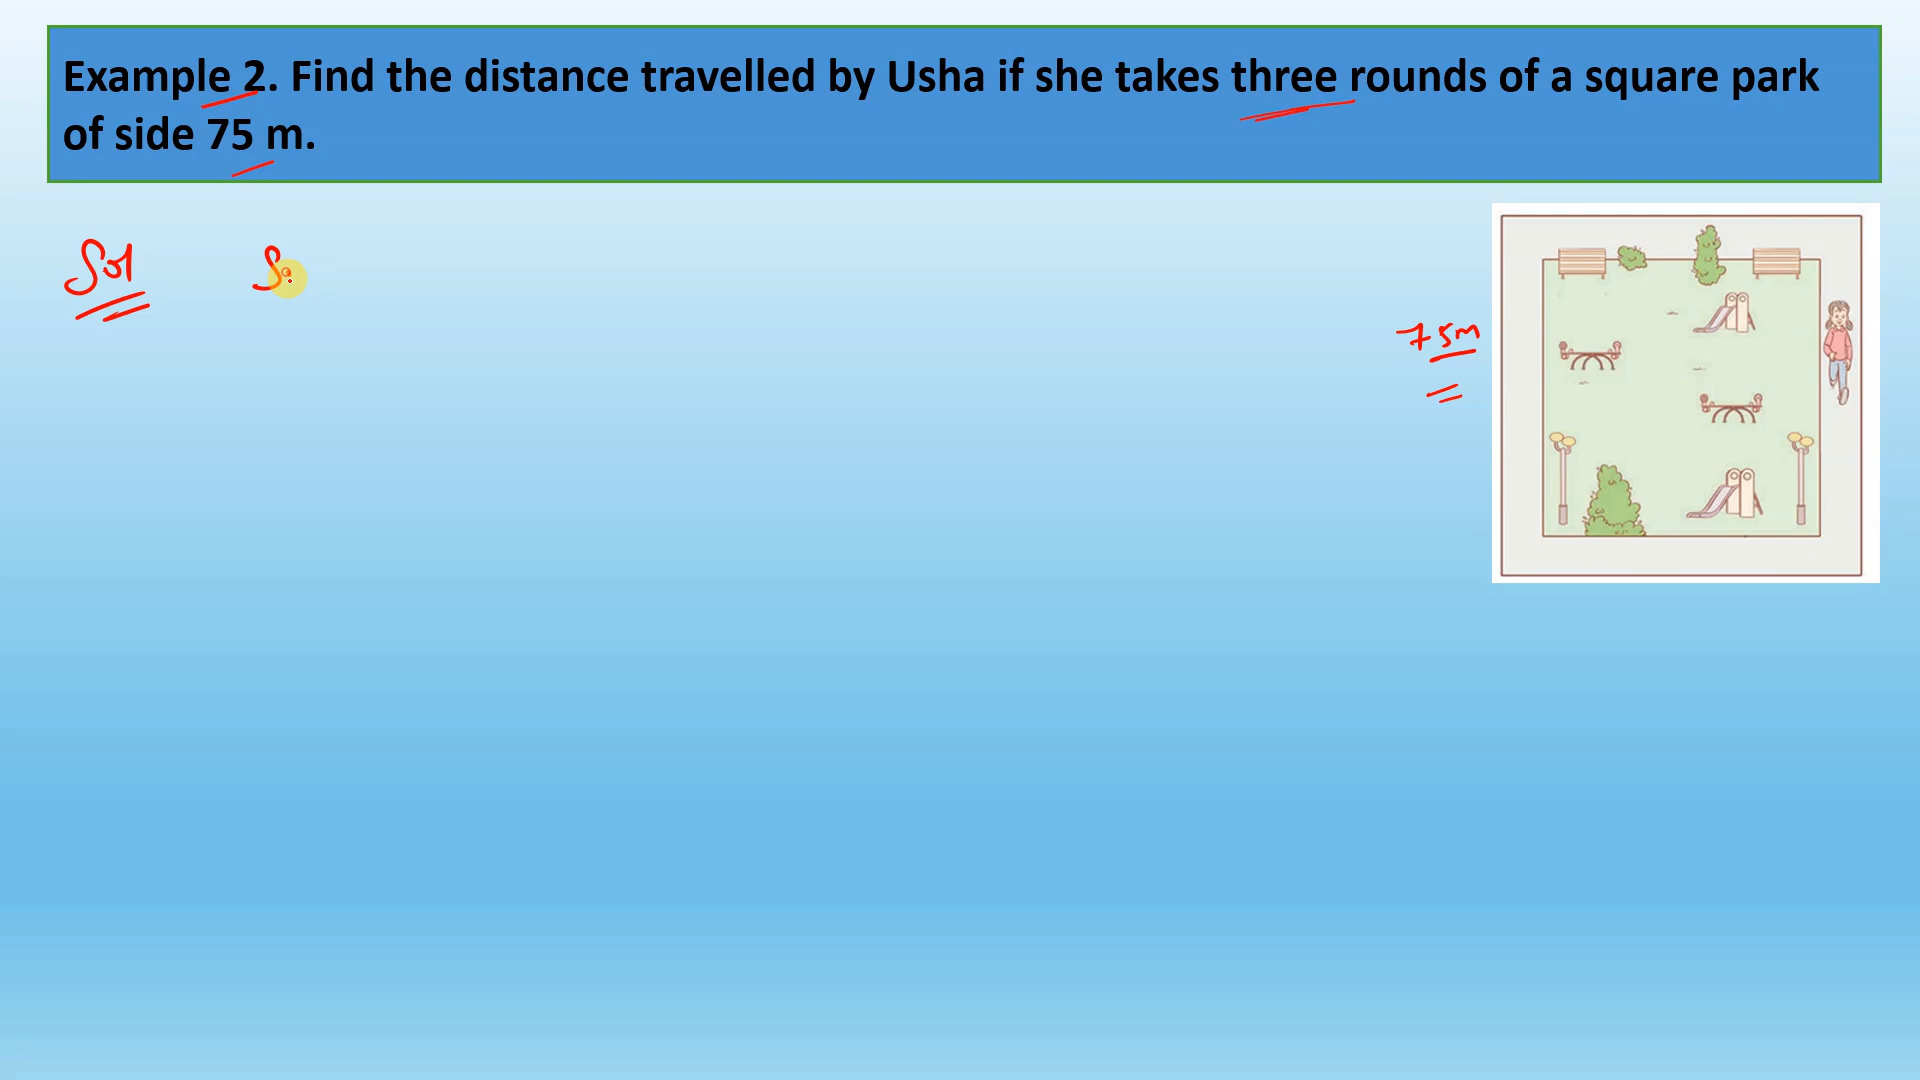 Example 2. Find the distance travelled by Usha if she takes three rounds of a square park
of side 75 m.
Sol
75m